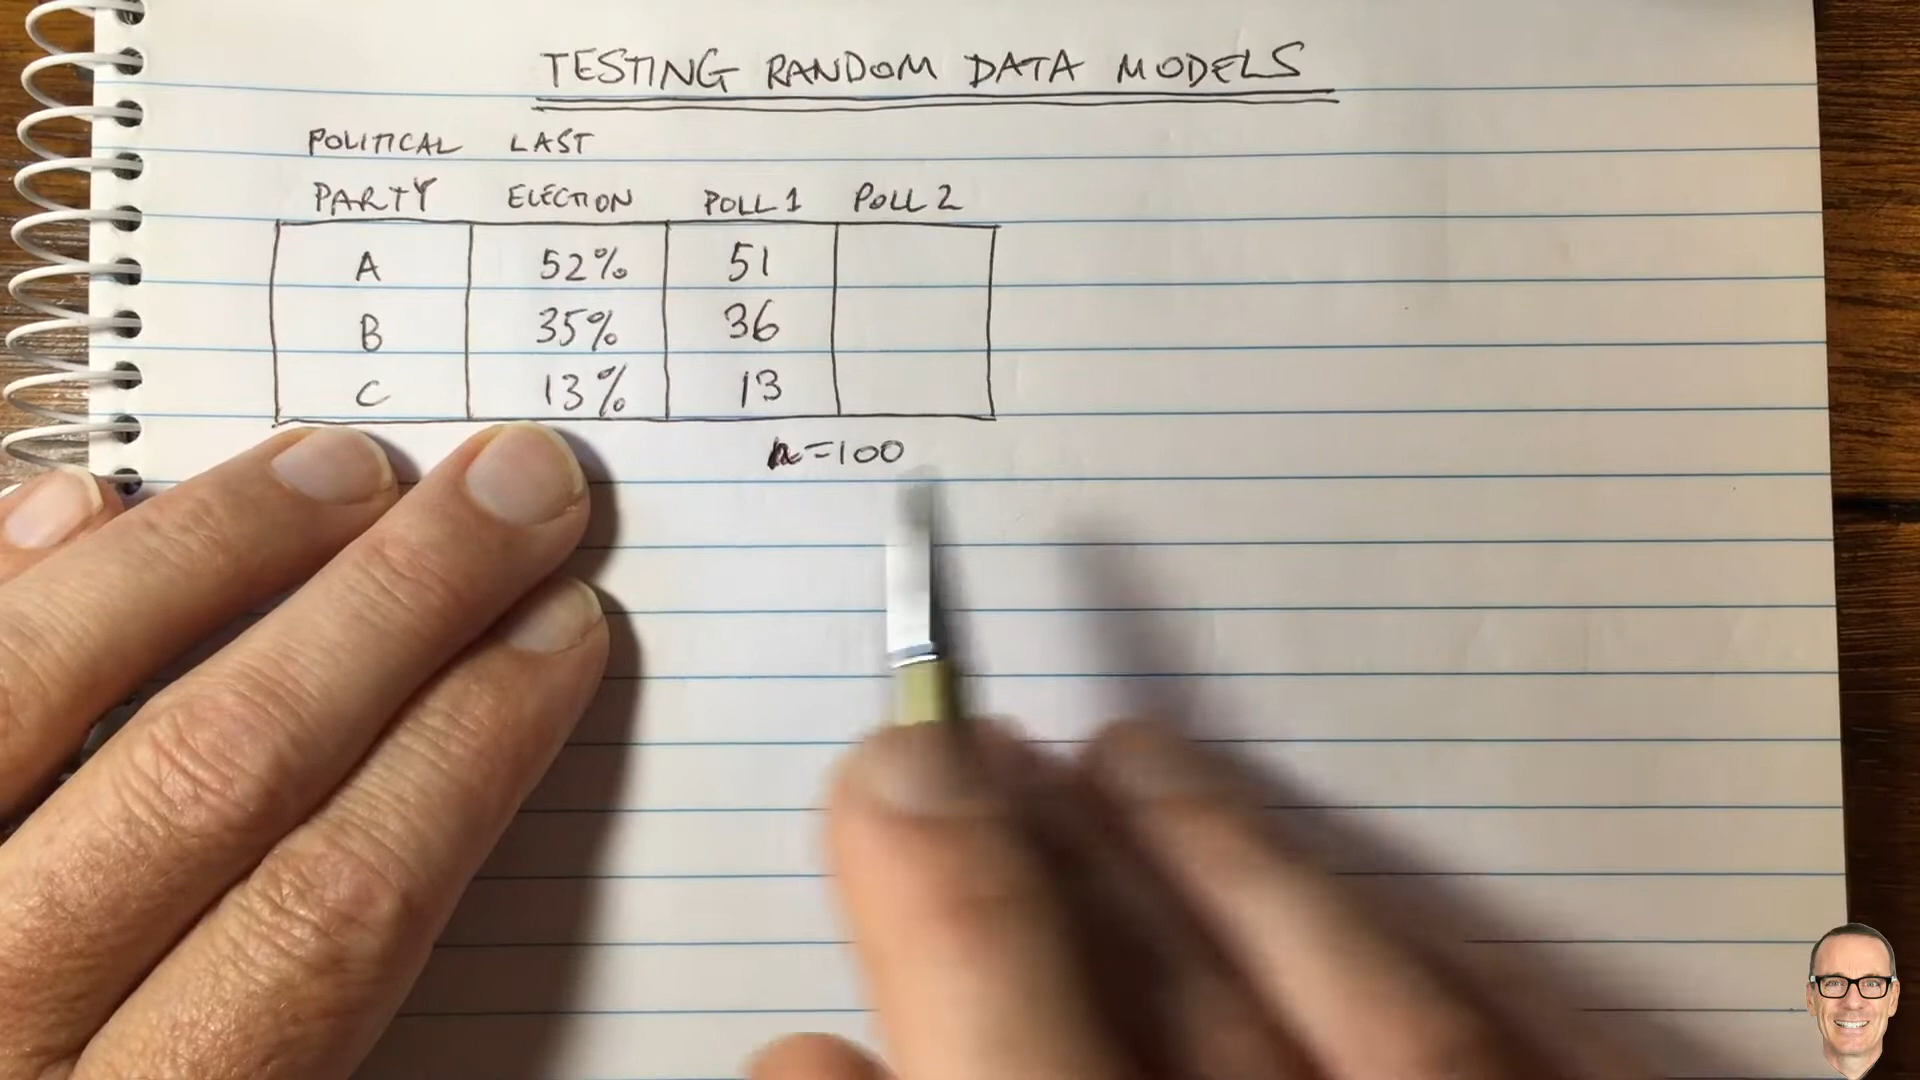 TESTING RANDOM DATA MODELS
POLITICAL LAST
PARTY ELECTION POLL 1 POLL 2
A 52% 51
B 35% 36
C 13% 13
n=100